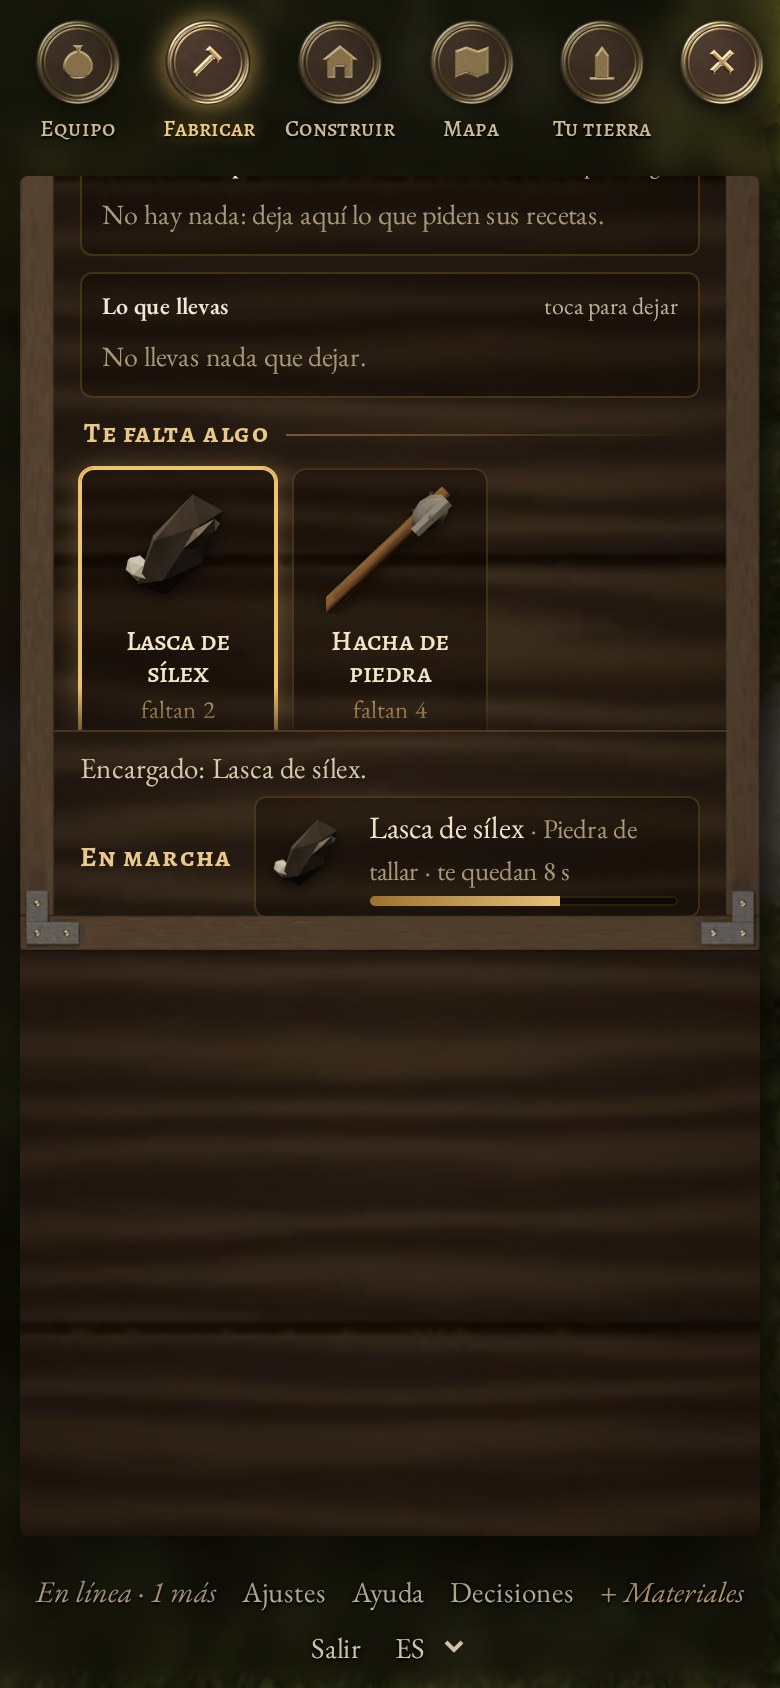 Equipo
Fabricar
Construir
Mapa
Tu tierra
No hay nada: deja aquí lo que piden sus recetas.
Lo que llevas
toca para dejar
No llevas nada que dejar.
Te falta algo
Lasca de
sílex
faltan 2
Hacha de
piedra
faltan 4
Encargado: Lasca de sílex.
En marcha
Lasca de sílex · Piedra de
tallar · te quedan 8 s
En línea · 1 más
Ajustes
Ayuda
Decisiones
+ Materiales
Salir
ES